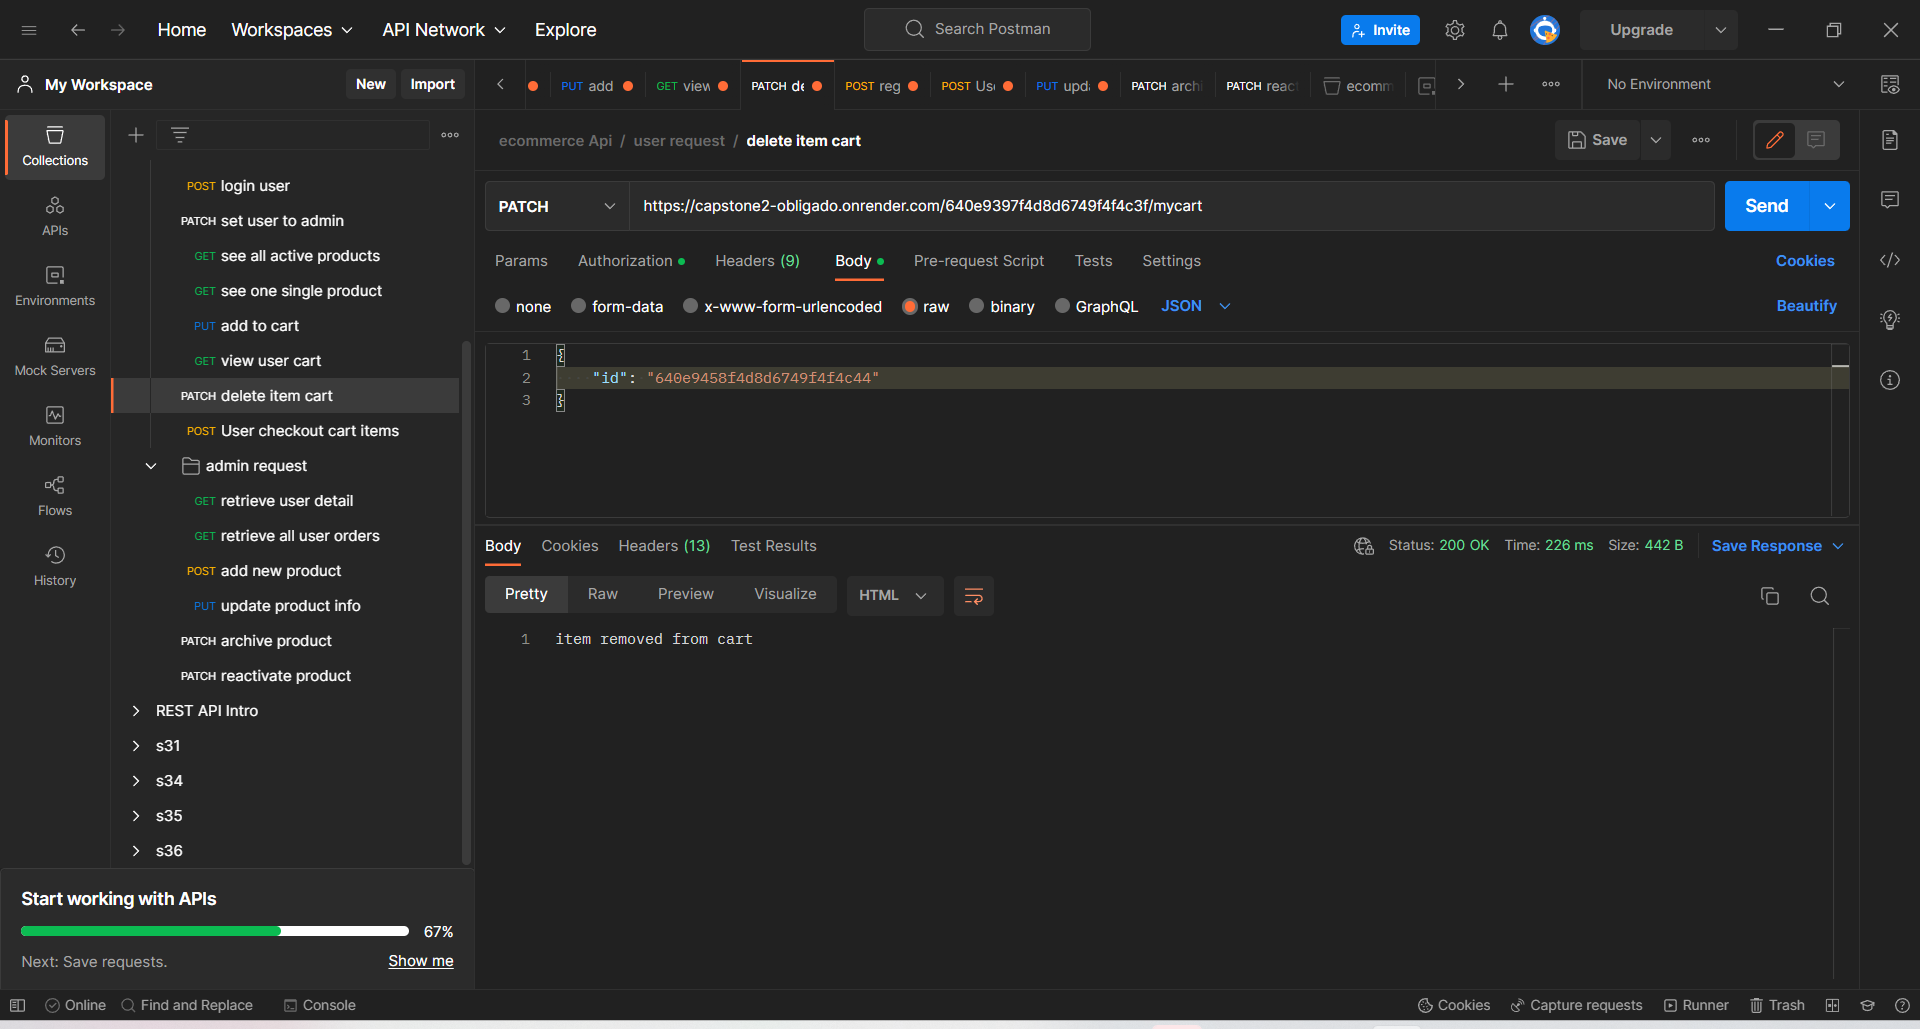 Home Workspaces API Network Explore Search Postman Invite Upgrade
My Workspace New Import PUT add GET view PATCH de POST reg POST Us PUT upd PATCH arch PATCH reac ecomm No Environment
ecommerce Api / user request / delete item cart Save
Collections
APIs
Environments
Mock Servers
Monitors
Flows
History
POST login user
PATCH set user to admin
GET see all active products
GET see one single product
PUT add to cart
GET view user cart
PATCH delete item cart
POST User checkout cart items
admin request
GET retrieve user detail
GET retrieve all user orders
POST add new product
PUT update product info
PATCH archive product
PATCH reactivate product
REST API Intro
s31
s34
s35
s36
Start working with APIs
67%
Next: Save requests. Show me
PATCH https://capstone2-obligado.onrender.com/640e9397f4d8d6749f4f4c3f/mycart Send
Params Authorization Headers (9) Body Pre-request Script Tests Settings Cookies
none form-data x-www-form-urlencoded raw binary GraphQL JSON Beautify
1 {
2 "id": "640e9458f4d8d6749f4f4c44"
3 }
Body Cookies Headers (13) Test Results Status: 200 OK Time: 226 ms Size: 442 B Save Response
Pretty Raw Preview Visualize HTML
1 item removed from cart
Online Find and Replace Console Cookies Capture requests Runner Trash